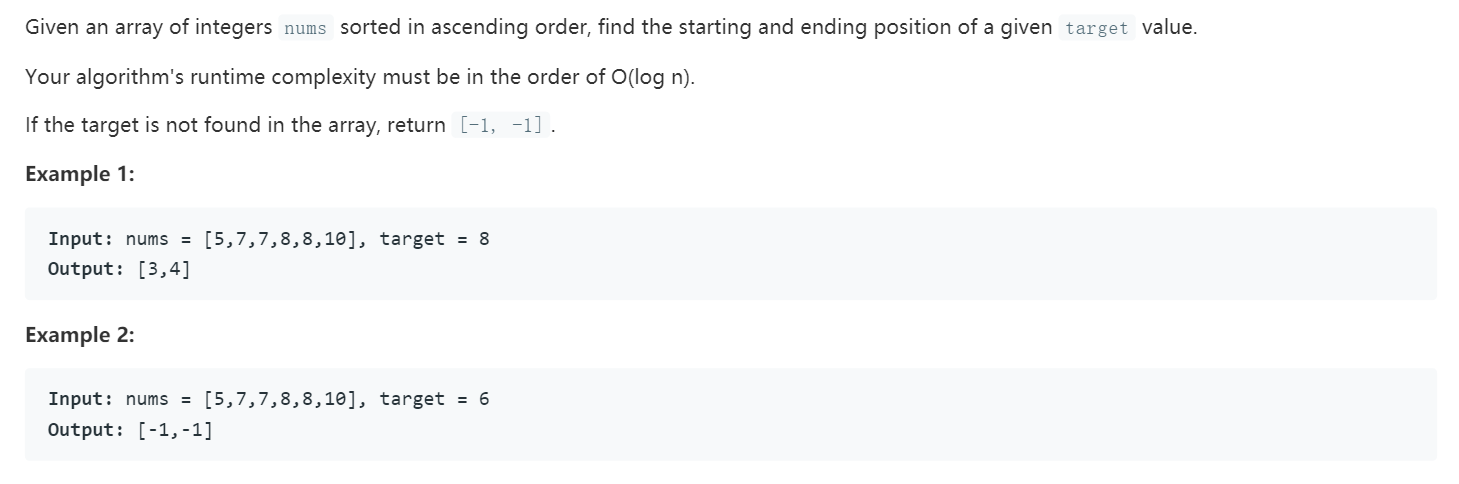 Given an array of integers nums sorted in ascending order, find the starting and ending position of a given target value.
Your algorithm's runtime complexity must be in the order of O(log n).
If the target is not found in the array, return [-1, -1].
Example 1:
Input: nums = [5,7,7,8,8,10], target = 8
Output: [3,4]
Example 2:
Input: nums = [5,7,7,8,8,10], target = 6
Output: [-1,-1]